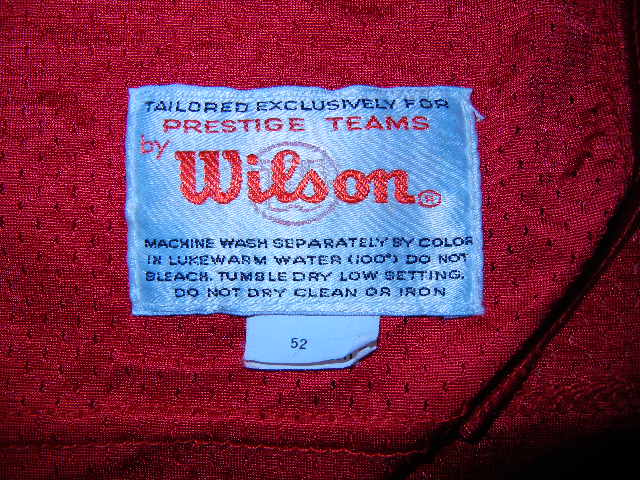 TAILORED EXCLUSIVELY FOR
PRESTIGE TEAMS
by Wilson®
MACHINE WASH SEPARATELY BY COLOR
IN LUKEWARM WATER (100°) DO NOT
BLEACH. TUMBLE DRY LOW SETTING.
DO NOT DRY CLEAN OR IRON
52